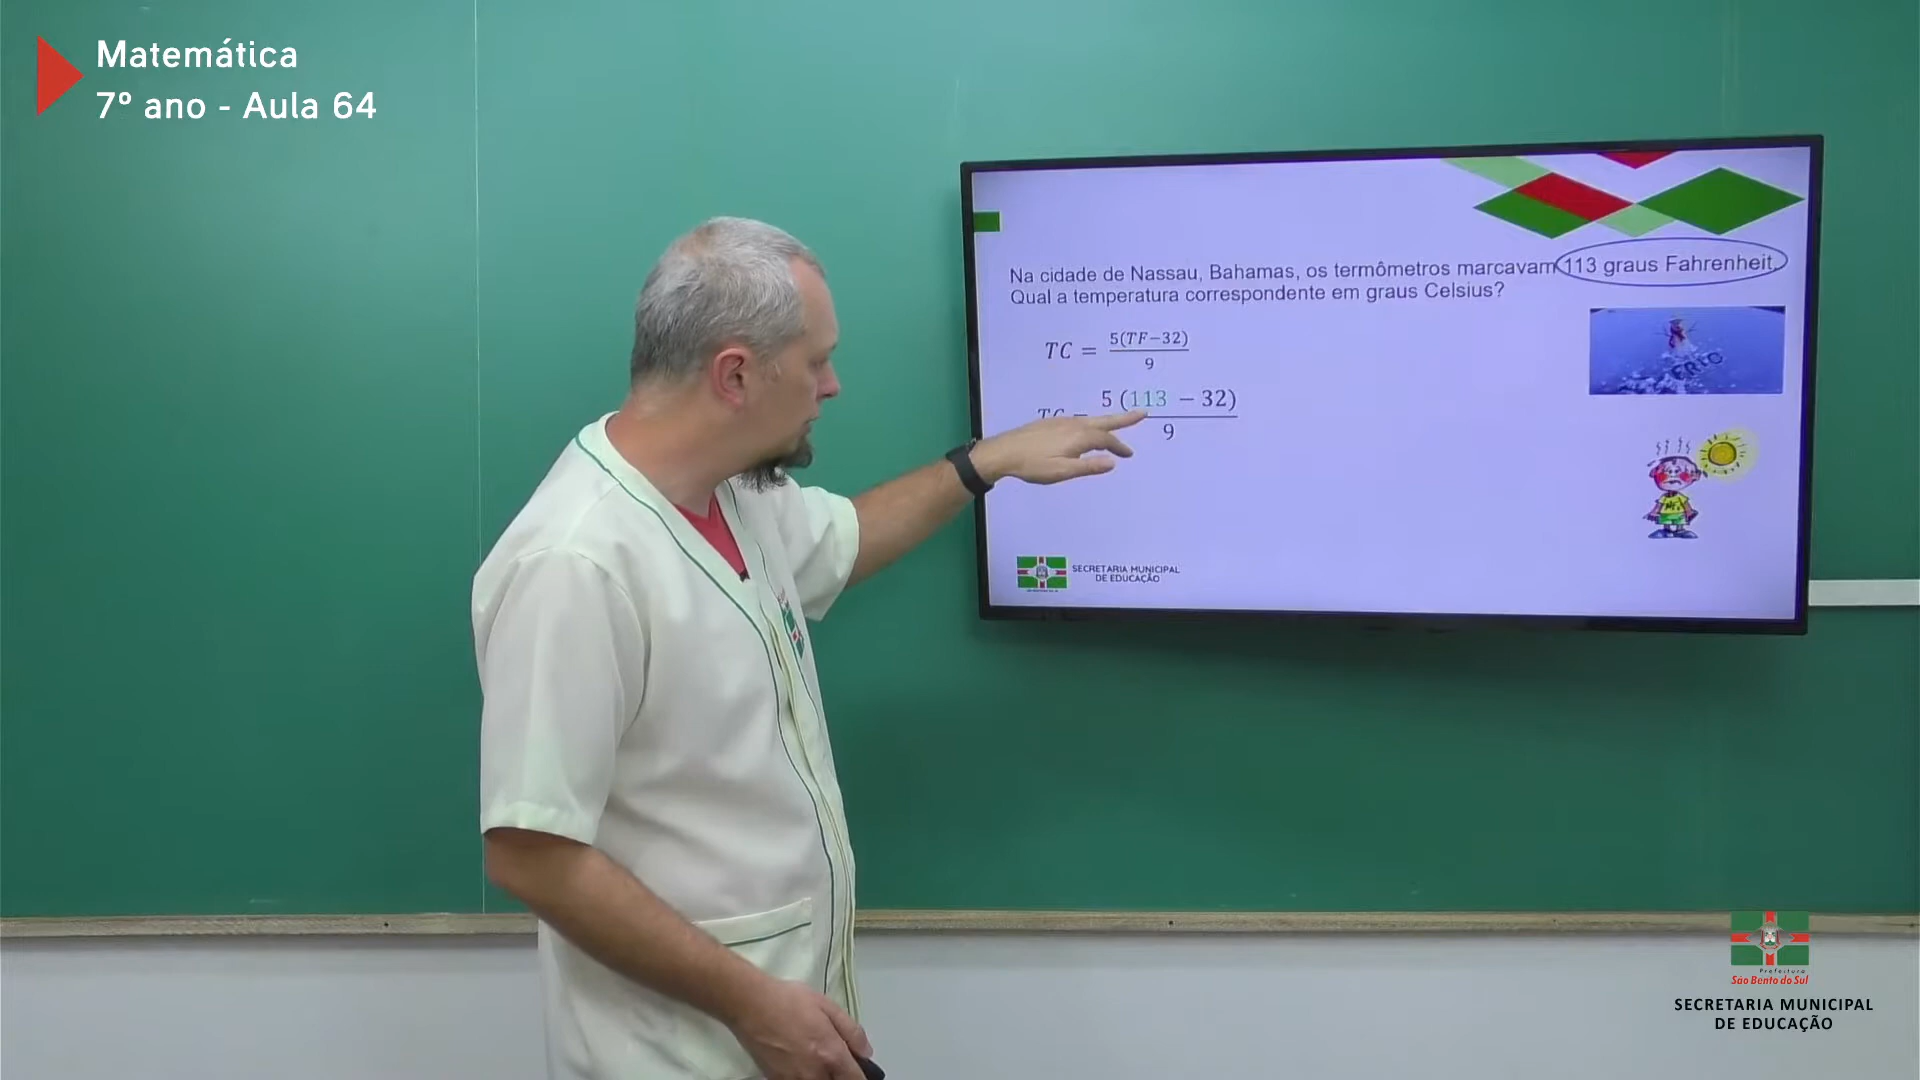 Matemática
7º ano - Aula 64
Na cidade de Nassau, Bahamas, os termômetros marcavam 113 graus Fahrenheit.
Qual a temperatura correspondente em graus Celsius?
TC = 5(TF−32)
9
TC = 5 (113 − 32)
9
SECRETARIA MUNICIPAL
DE EDUCAÇÃO
Prefeitura
São Bento do Sul
SECRETARIA MUNICIPAL
DE EDUCAÇÃO